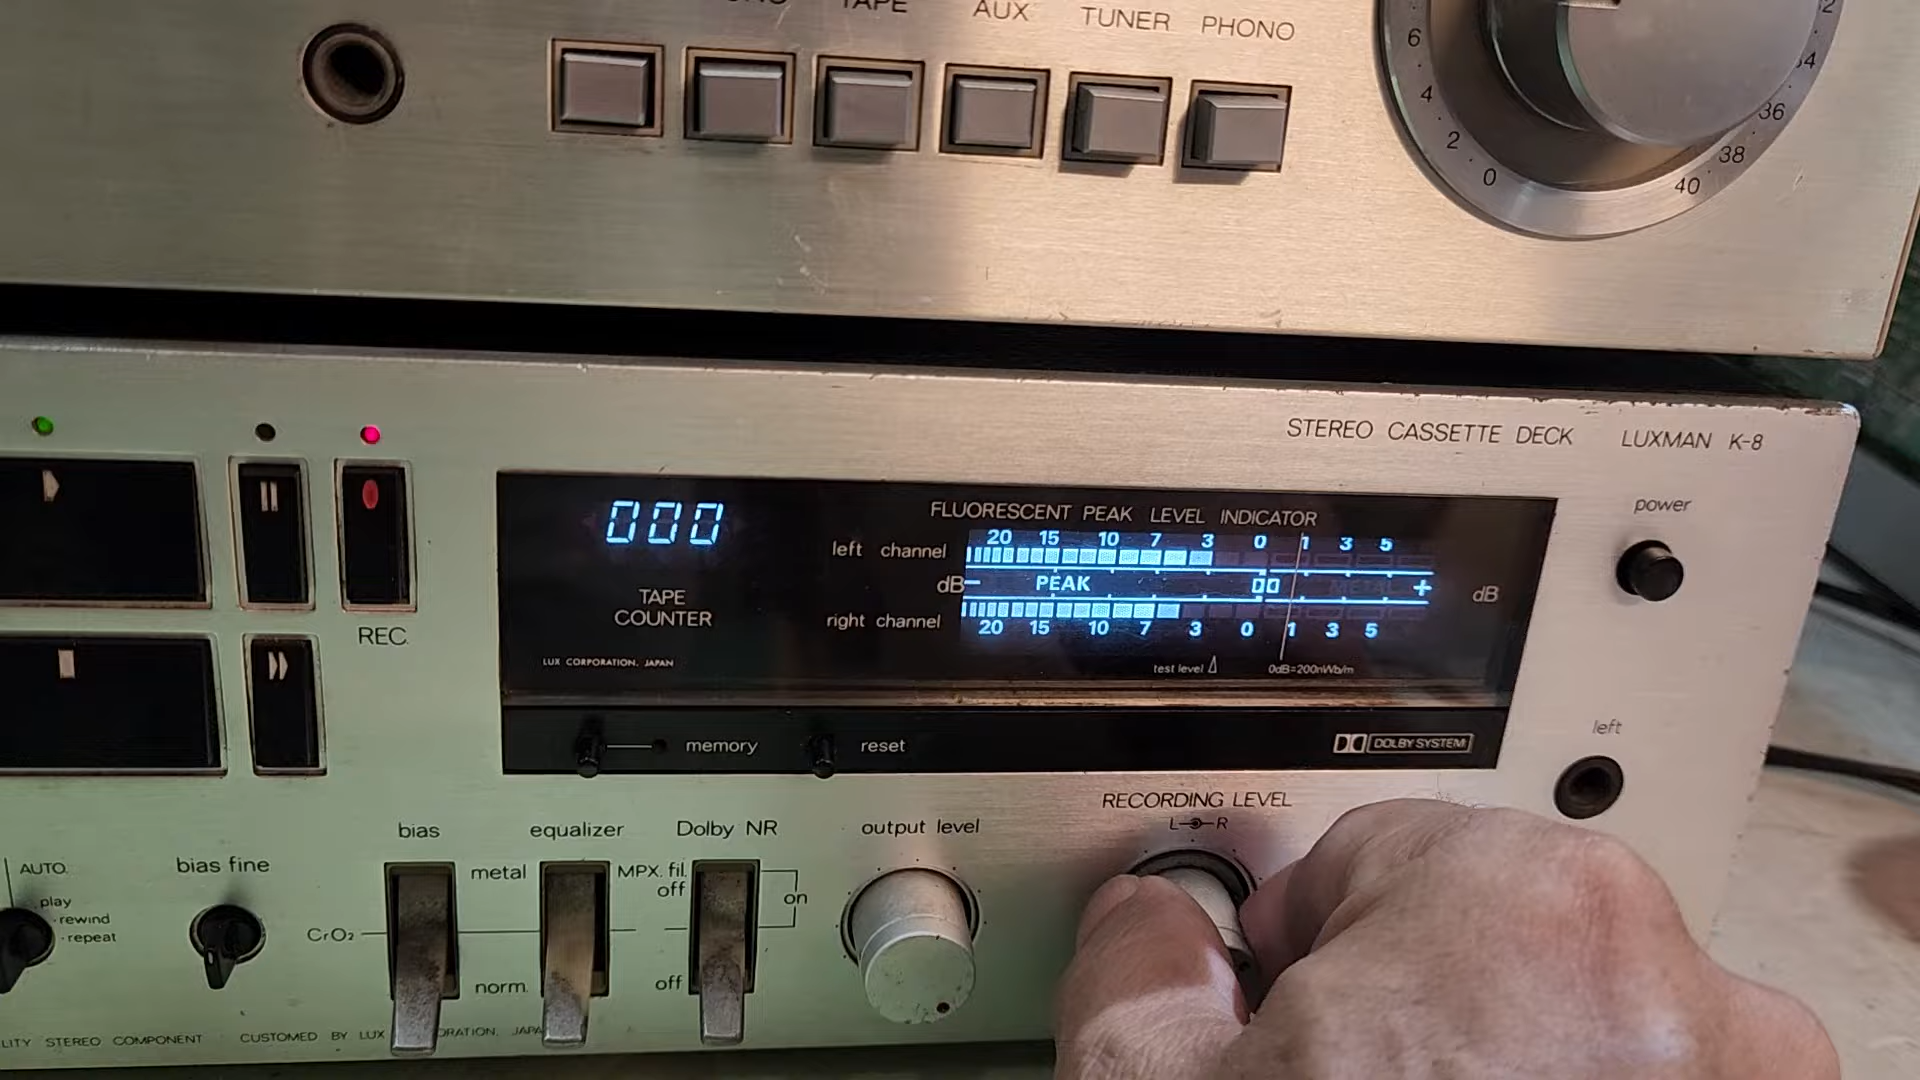 TAPE AUX TUNER PHONO
6 4 2 0
34 36 38 40
STEREO CASSETTE DECK LUXMAN K-8
power
000
TAPE
COUNTER
LUX CORPORATION, JAPAN
FLUORESCENT PEAK LEVEL INDICATOR
left channel
20 15 10 7 3 0 1 3 5
dB − PEAK + dB
right channel
20 15 10 7 3 0 1 3 5
test level
0dB=200nWb/m
REC.
memory
reset
DOLBY SYSTEM
left
RECORDING LEVEL
L R
AUTO.
play
rewind
repeat
bias fine
bias
equalizer
Dolby NR
output level
metal
CrO₂
norm.
MPX. fil.
off
on
off
STEREO COMPONENT CUSTOMED BY LUX